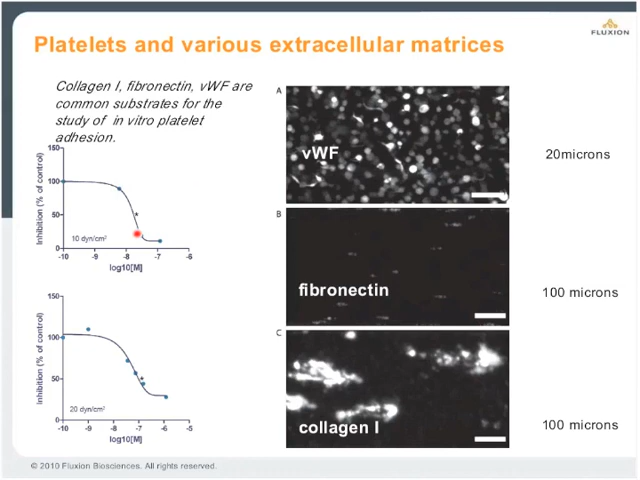 FLUXION
Platelets and various extracellular matrices
Collagen I, fibronectin, vWF are
common substrates for the
study of in vitro platelet
adhesion.
A
vWF
20microns
B
fibronectin
100 microns
C
collagen I
100 microns
Inhibition (% of control)
150
100
50
0
10 dyn/cm²
*
-10 -9 -8 -7 -6
log10[M]
Inhibition (% of control)
150
100
50
0
20 dyn/cm²
*
-10 -9 -8 -7 -6 -5
log10[M]
© 2010 Fluxion Biosciences. All rights reserved.